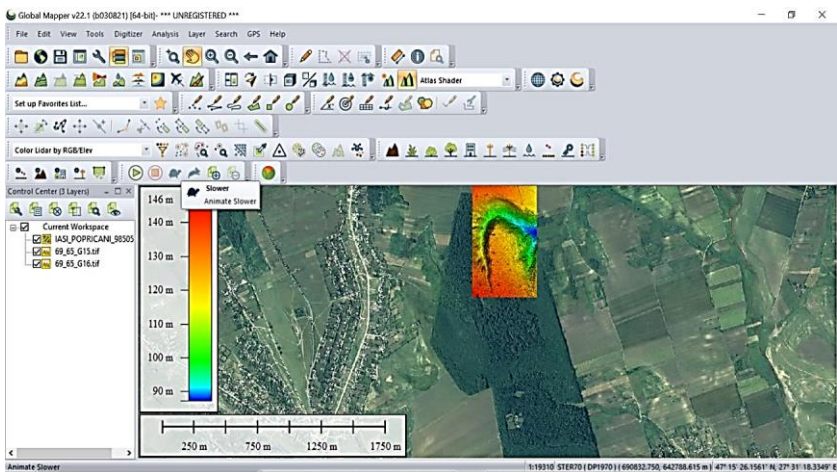 Global Mapper v22.1 (b030821) [64-bit]- *** UNREGISTERED ***
File Edit View Tools Digitizer Analysis Layer Search GPS Help
Atlas Shader
Set up Favorites List...
Color Lidar by RGB/Elev
Slower
Animate Slower
Control Center (3 Layers)
Current Workspace
IASI_POPRICANI_98505
69_65_G15.tif
69_65_G16.tif
146 m
140 m
130 m
120 m
110 m
100 m
90 m
250 m 750 m 1250 m 1750 m
Animate Slower
1:19310 STER70 ( DP1970 ) ( 690832.750, 642788.615 m ) 47° 15' 26.1561" N, 27° 31' 18.3349" E